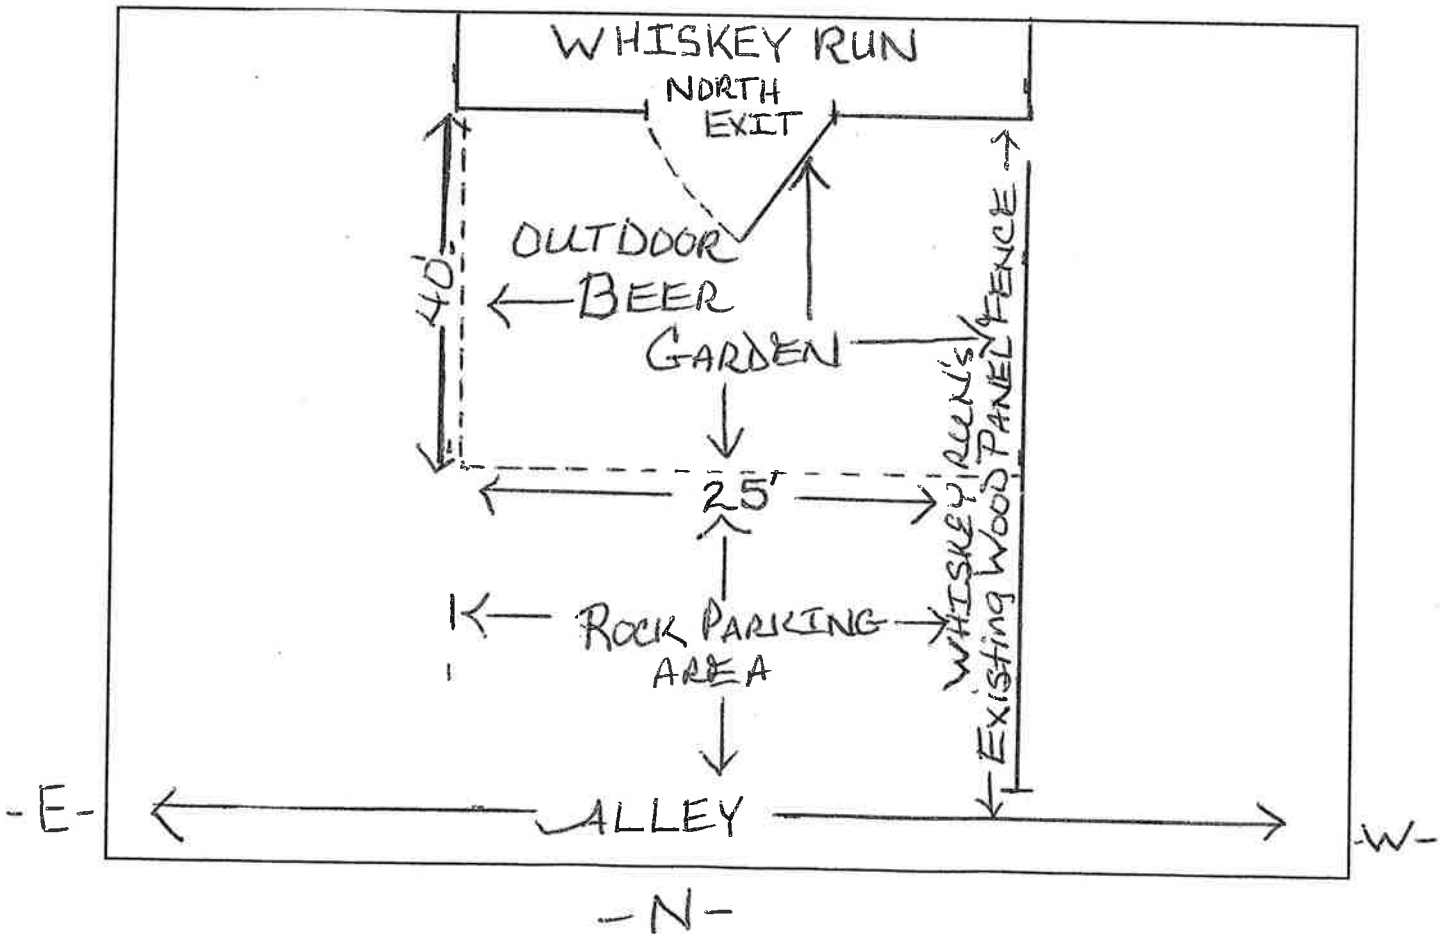 WHISKEY RUN
NORTH
EXIT
OUTDOOR
BEER
GARDEN
40'
25'
WHISKEY RUN's
Existing WOOD PANEL FENCE
ROCK PARKING
AREA
ALLEY
-E-
-W-
-N-